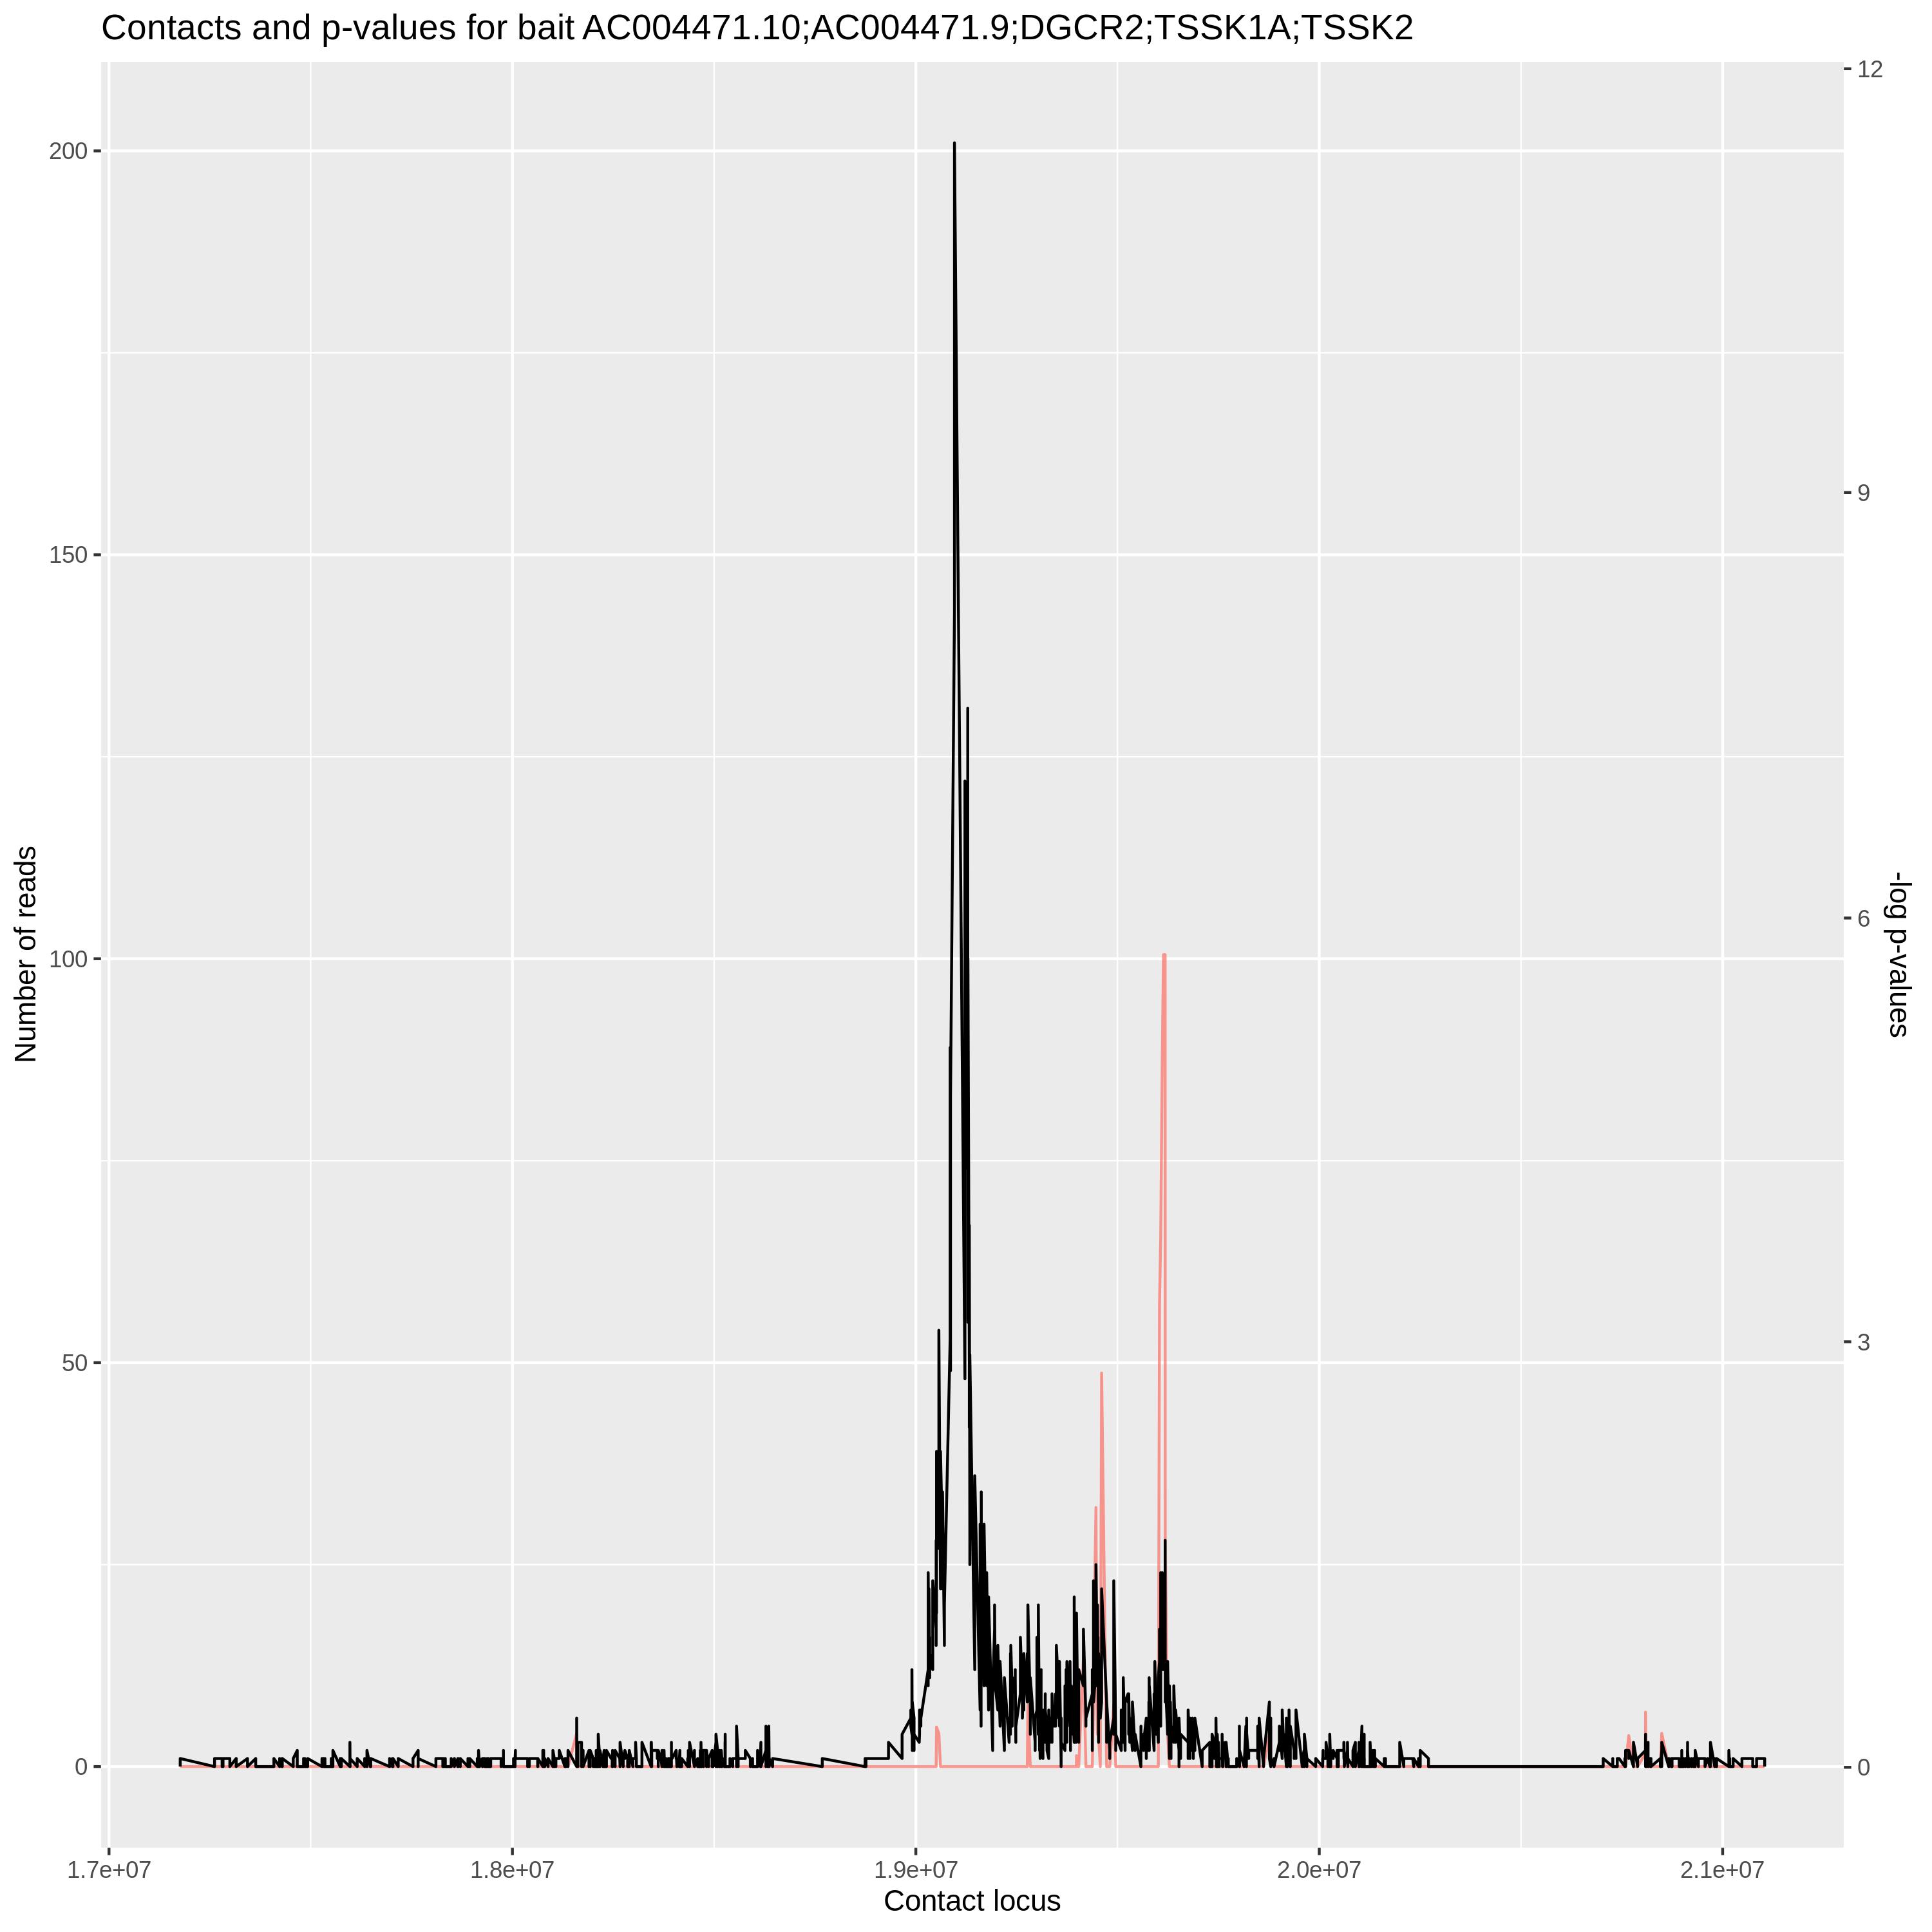 Contacts and p-values for bait AC004471.10;AC004471.9;DGCR2;TSSK1A;TSSK2
12
200
9
150
Number of reads
-log p-values
6
100
3
50
0
0
1.7e+07 1.8e+07 1.9e+07 2.0e+07 2.1e+07
Contact locus